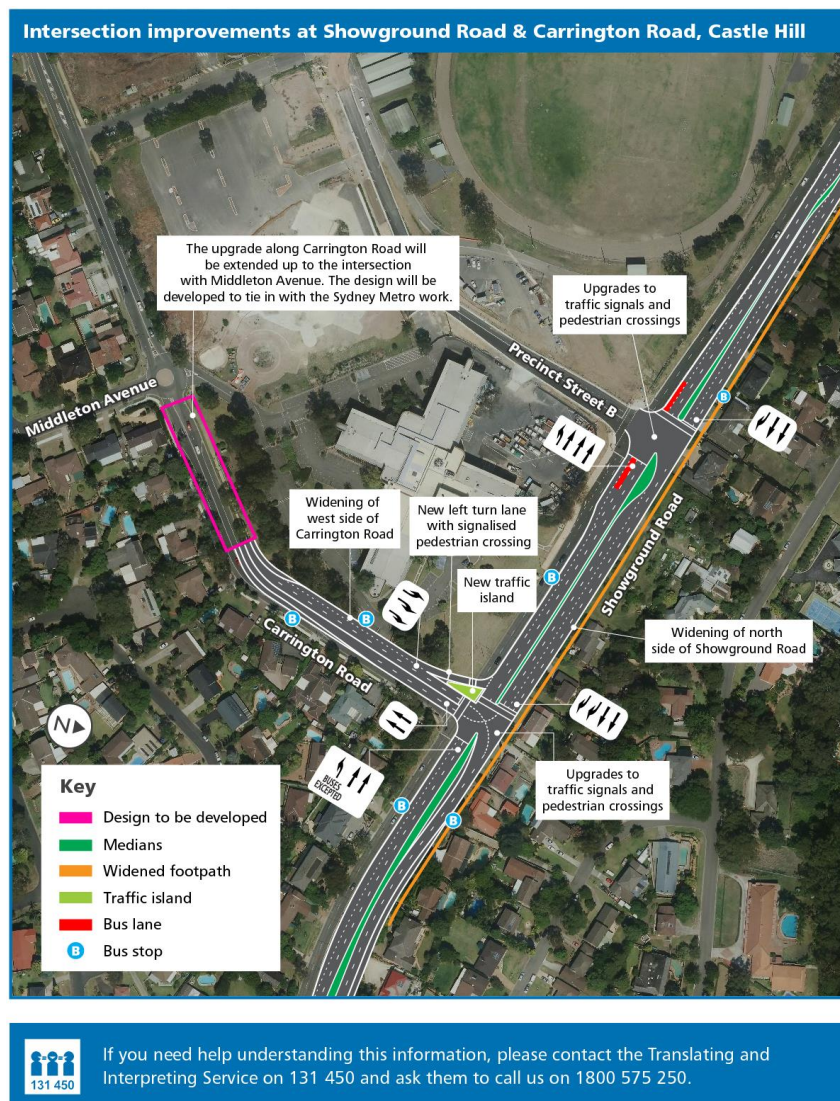 Intersection improvements at Showground Road & Carrington Road, Castle Hill
The upgrade along Carrington Road will
be extended up to the intersection
with Middleton Avenue. The design will be
developed to tie in with the Sydney Metro work.
Upgrades to
traffic signals and
pedestrian crossings
Precinct Street B
Middleton Avenue
B
Widening of
west side of
Carrington Road
New left turn lane
with signalised
pedestrian crossing
New traffic
island
B
Showground Road
B
B
Carrington Road
Widening of north
side of Showground Road
N
BUSES
EXCEPTED
Upgrades to
traffic signals and
pedestrian crossings
B
B
Key
Design to be developed
Medians
Widened footpath
Traffic island
Bus lane
B Bus stop
131 450
If you need help understanding this information, please contact the Translating and
Interpreting Service on 131 450 and ask them to call us on 1800 575 250.